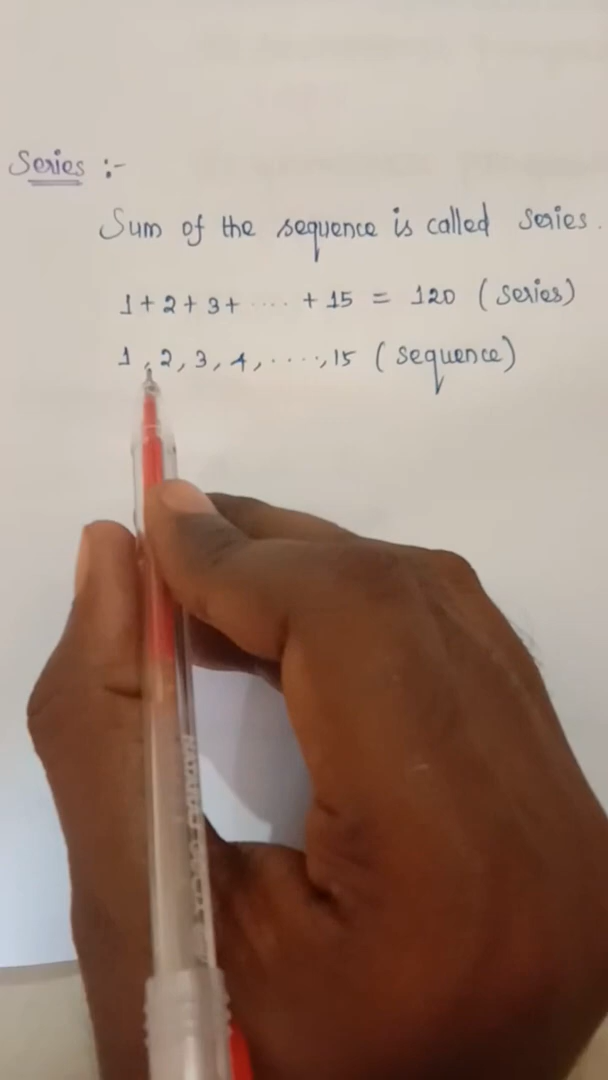 Series :-
Sum of the sequence is called series.
1+2+3+ ..... +15 = 120 (series)
1, 2, 3, 4, ....., 15 (sequence)